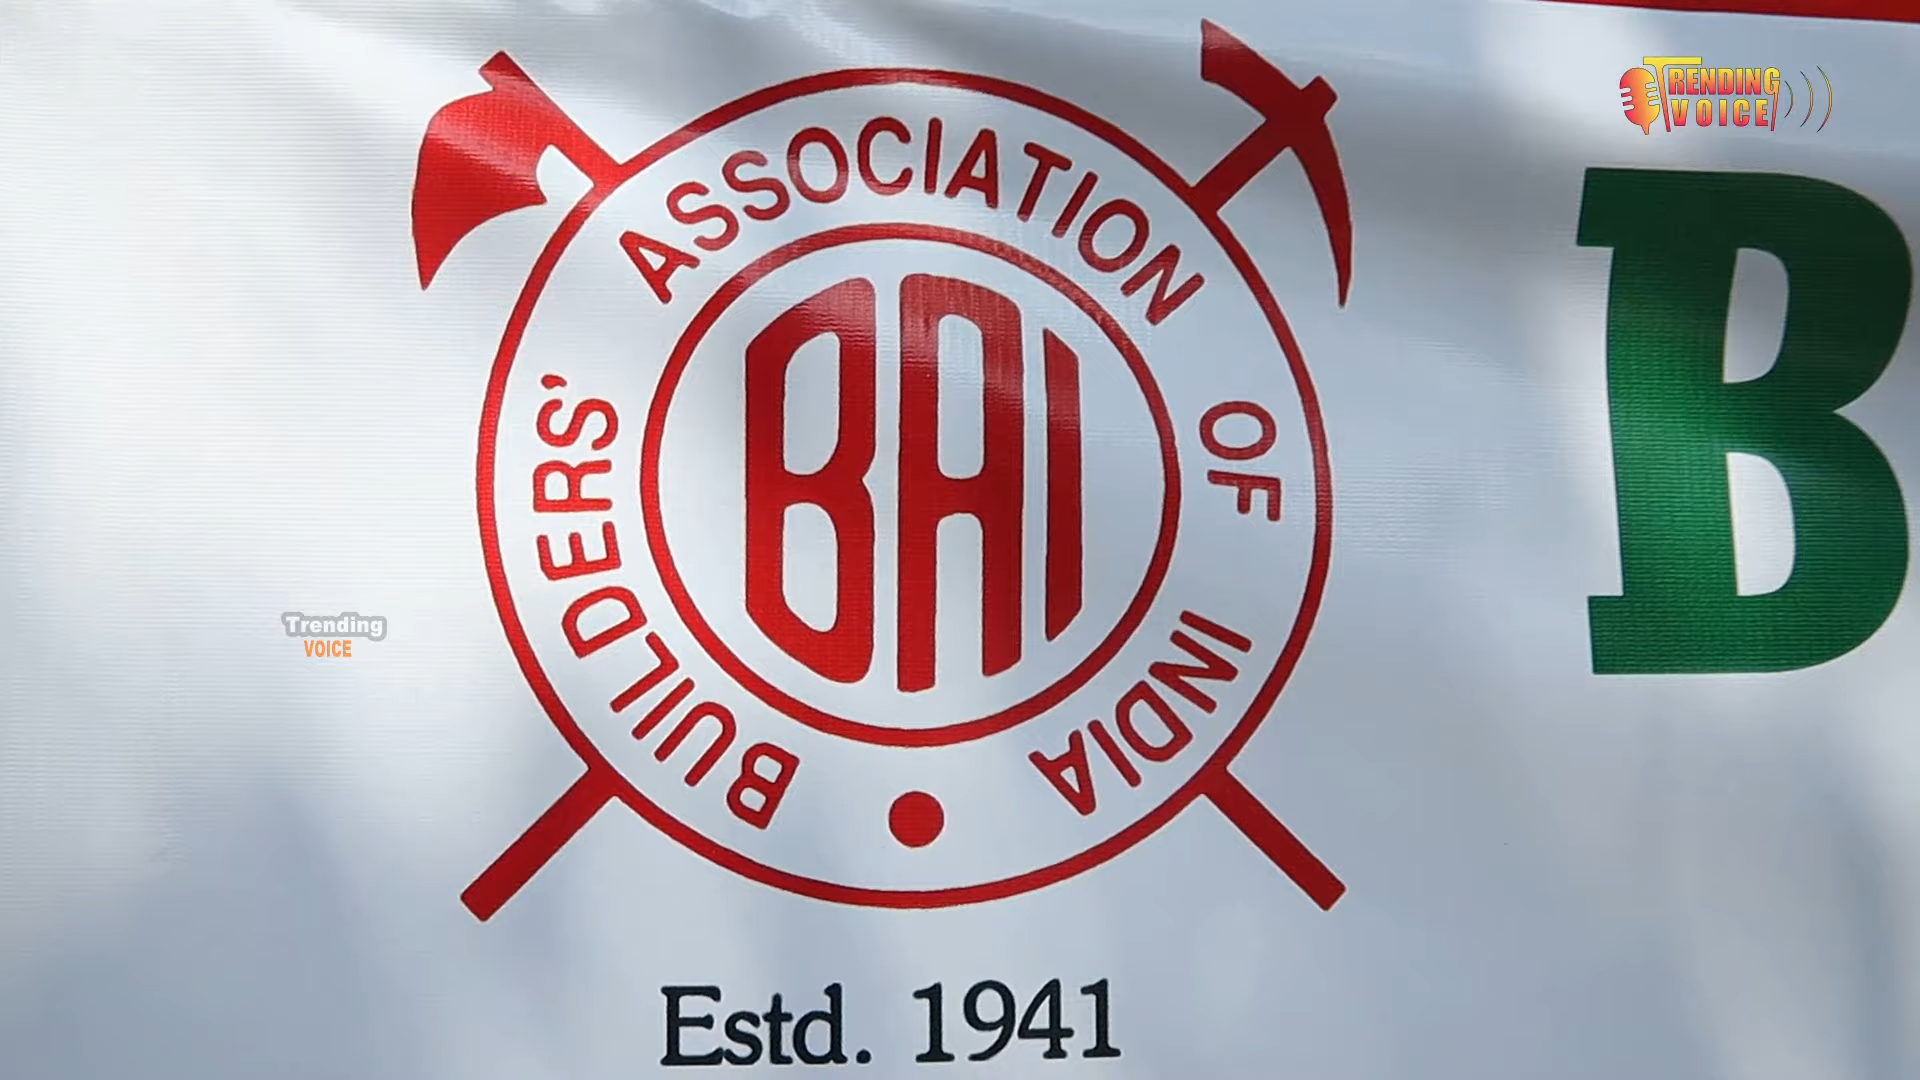 TRENDING
VOICE
BUILDERS' ASSOCIATION OF INDIA
BAI
B
Trending
VOICE
Estd. 1941